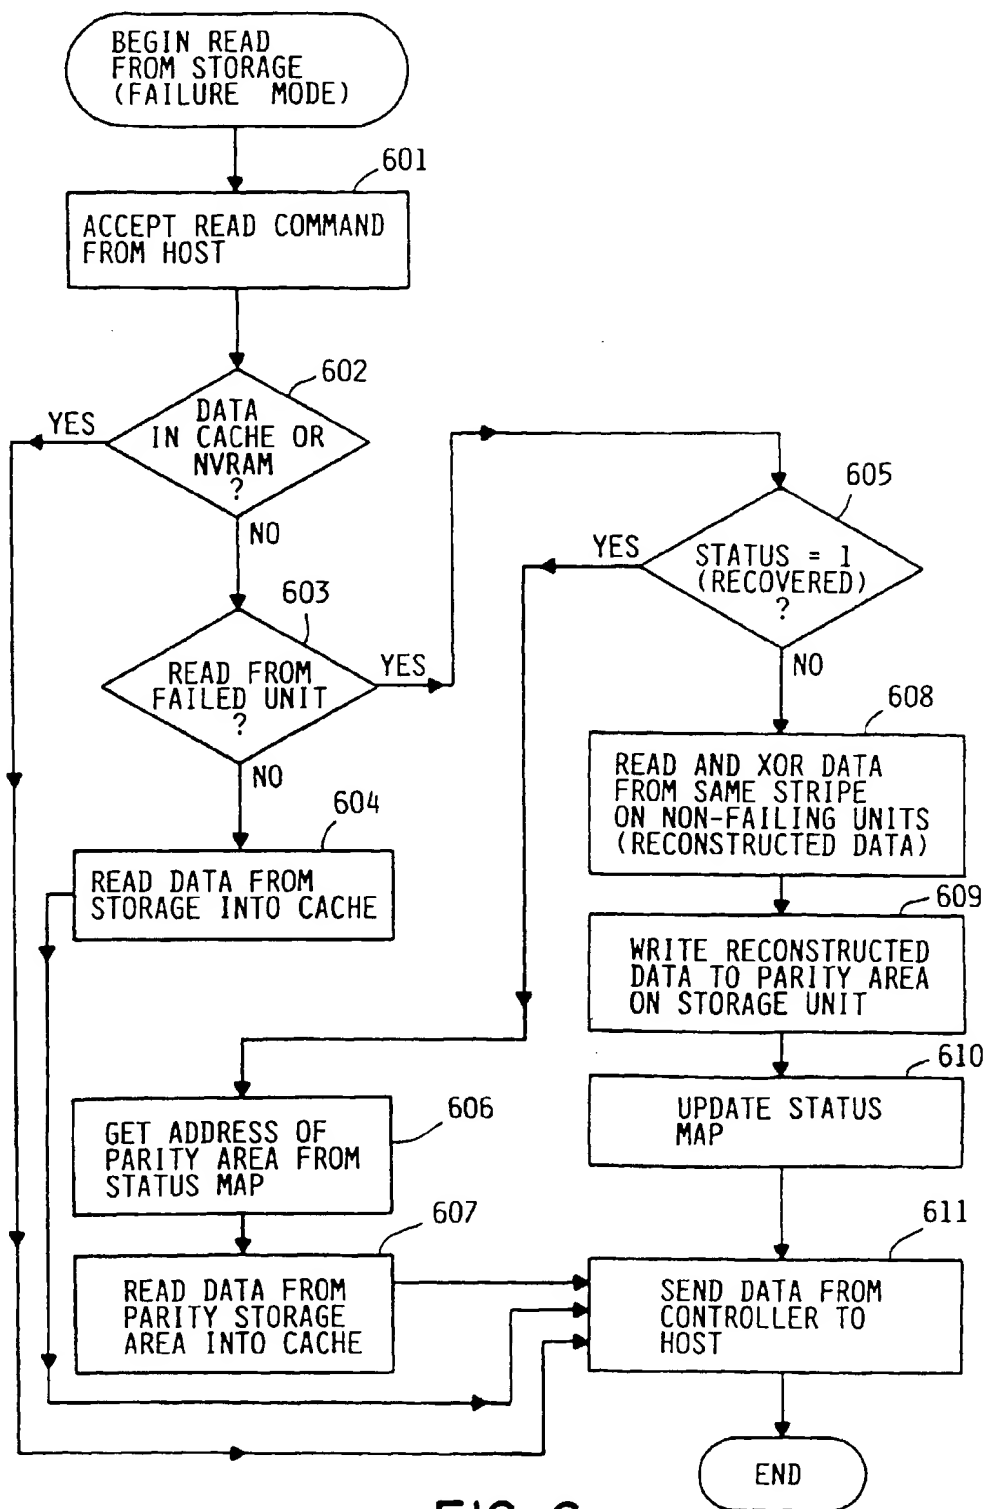 BEGIN READ
FROM STORAGE
(FAILURE MODE)
601
ACCEPT READ COMMAND
FROM HOST
602
DATA
IN CACHE OR
NVRAM
?
YES
NO
603
READ FROM
FAILED UNIT
?
YES
NO
604
READ DATA FROM
STORAGE INTO CACHE
605
STATUS = 1
(RECOVERED)
?
YES
NO
606
GET ADDRESS OF
PARITY AREA FROM
STATUS MAP
607
READ DATA FROM
PARITY STORAGE
AREA INTO CACHE
608
READ AND XOR DATA
FROM SAME STRIPE
ON NON-FAILING UNITS
(RECONSTRUCTED DATA)
609
WRITE RECONSTRUCTED
DATA TO PARITY AREA
ON STORAGE UNIT
610
UPDATE STATUS
MAP
611
SEND DATA FROM
CONTROLLER TO
HOST
END